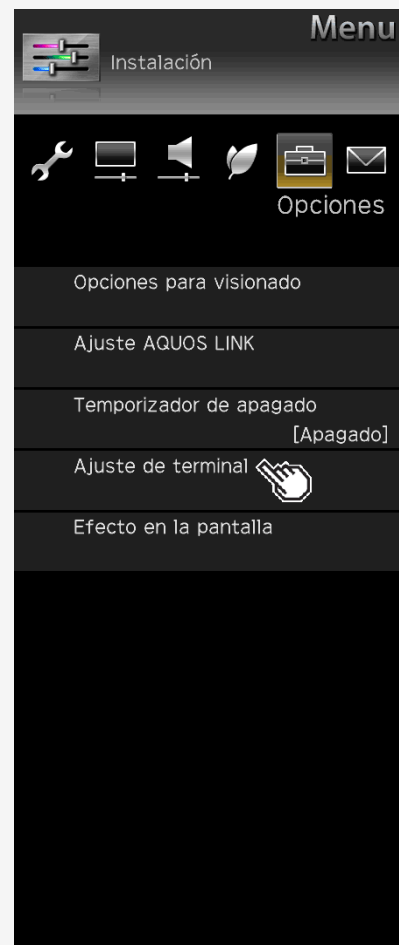 Menu
Instalación
Opciones
Opciones para visionado
Ajuste AQUOS LINK
Temporizador de apagado
[Apagado]
Ajuste de terminal
Efecto en la pantalla